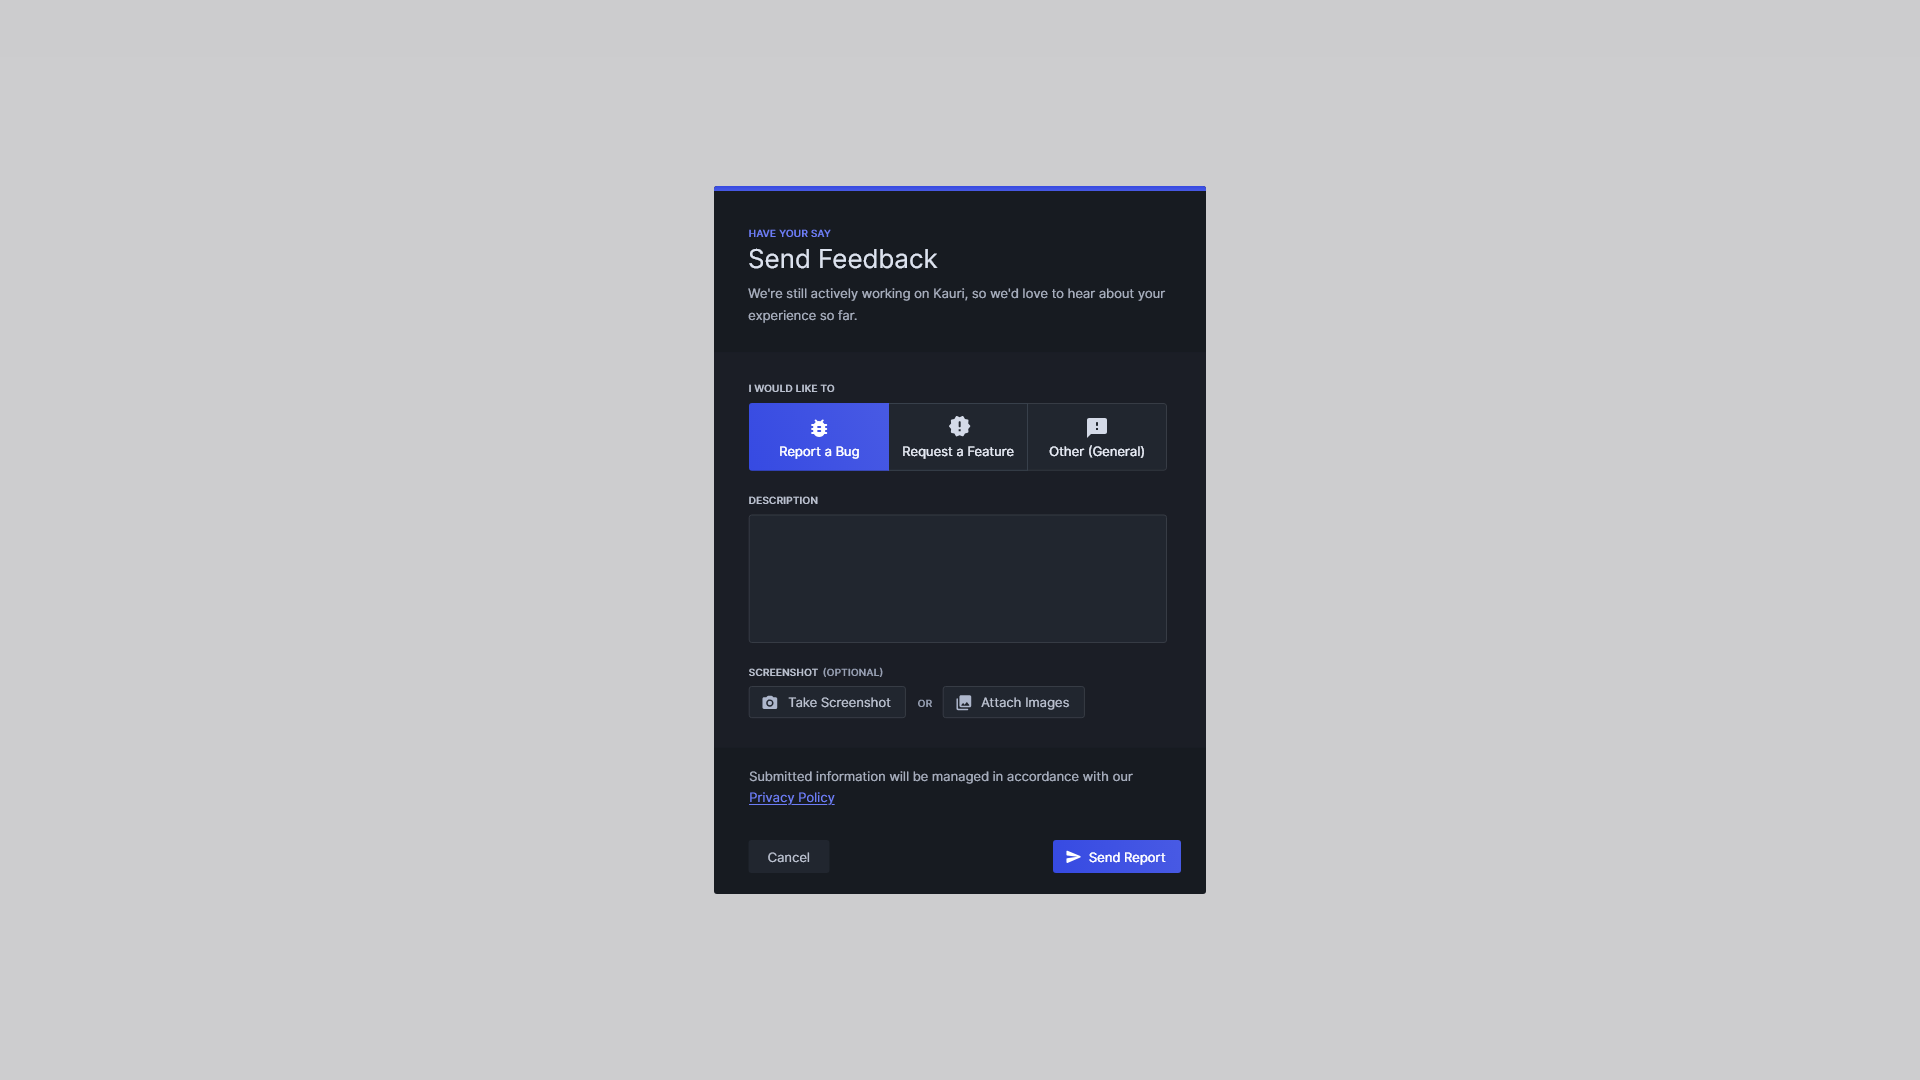 HAVE YOUR SAY
Send Feedback
We're still actively working on Kauri, so we'd love to hear about your
experience so far.
I WOULD LIKE TO
Report a Bug
Request a Feature
Other (General)
DESCRIPTION
SCREENSHOT (OPTIONAL)
Take Screenshot
OR
Attach Images
Submitted information will be managed in accordance with our
Privacy Policy
Cancel
Send Report